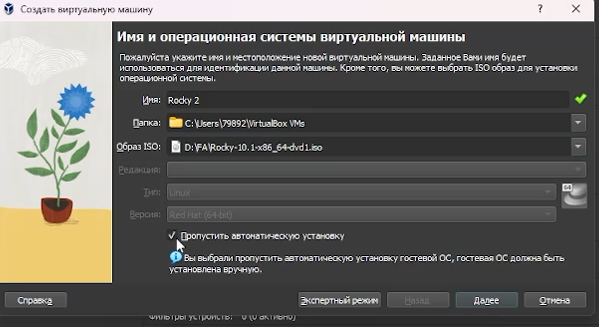 Создать виртуальную машину
Имя и операционная система виртуальной машины
Пожалуйста укажите имя и местоположение новой виртуальной машины. Заданное Вами имя будет
использоваться для идентификации данной машины. Кроме того, вы можете выбрать ISO образ для установки
операционной системы.
Имя: Rocky 2
Папка: C:\Users\79892\VirtualBox VMs
Образ ISO: D:\FA\Rocky-10.1-x86_64-dvd1.iso
Редакция:
Тип: Linux
64
Версия: Red Hat (64-bit)
Пропустить автоматическую установку
Вы выбрали пропустить автоматическую установку гостевой ОС, гостевая ОС должна быть
установлена вручную.
Справка Экспертный режим Назад Далее Отмена
Фильтры устройств: 0 (0 активно)